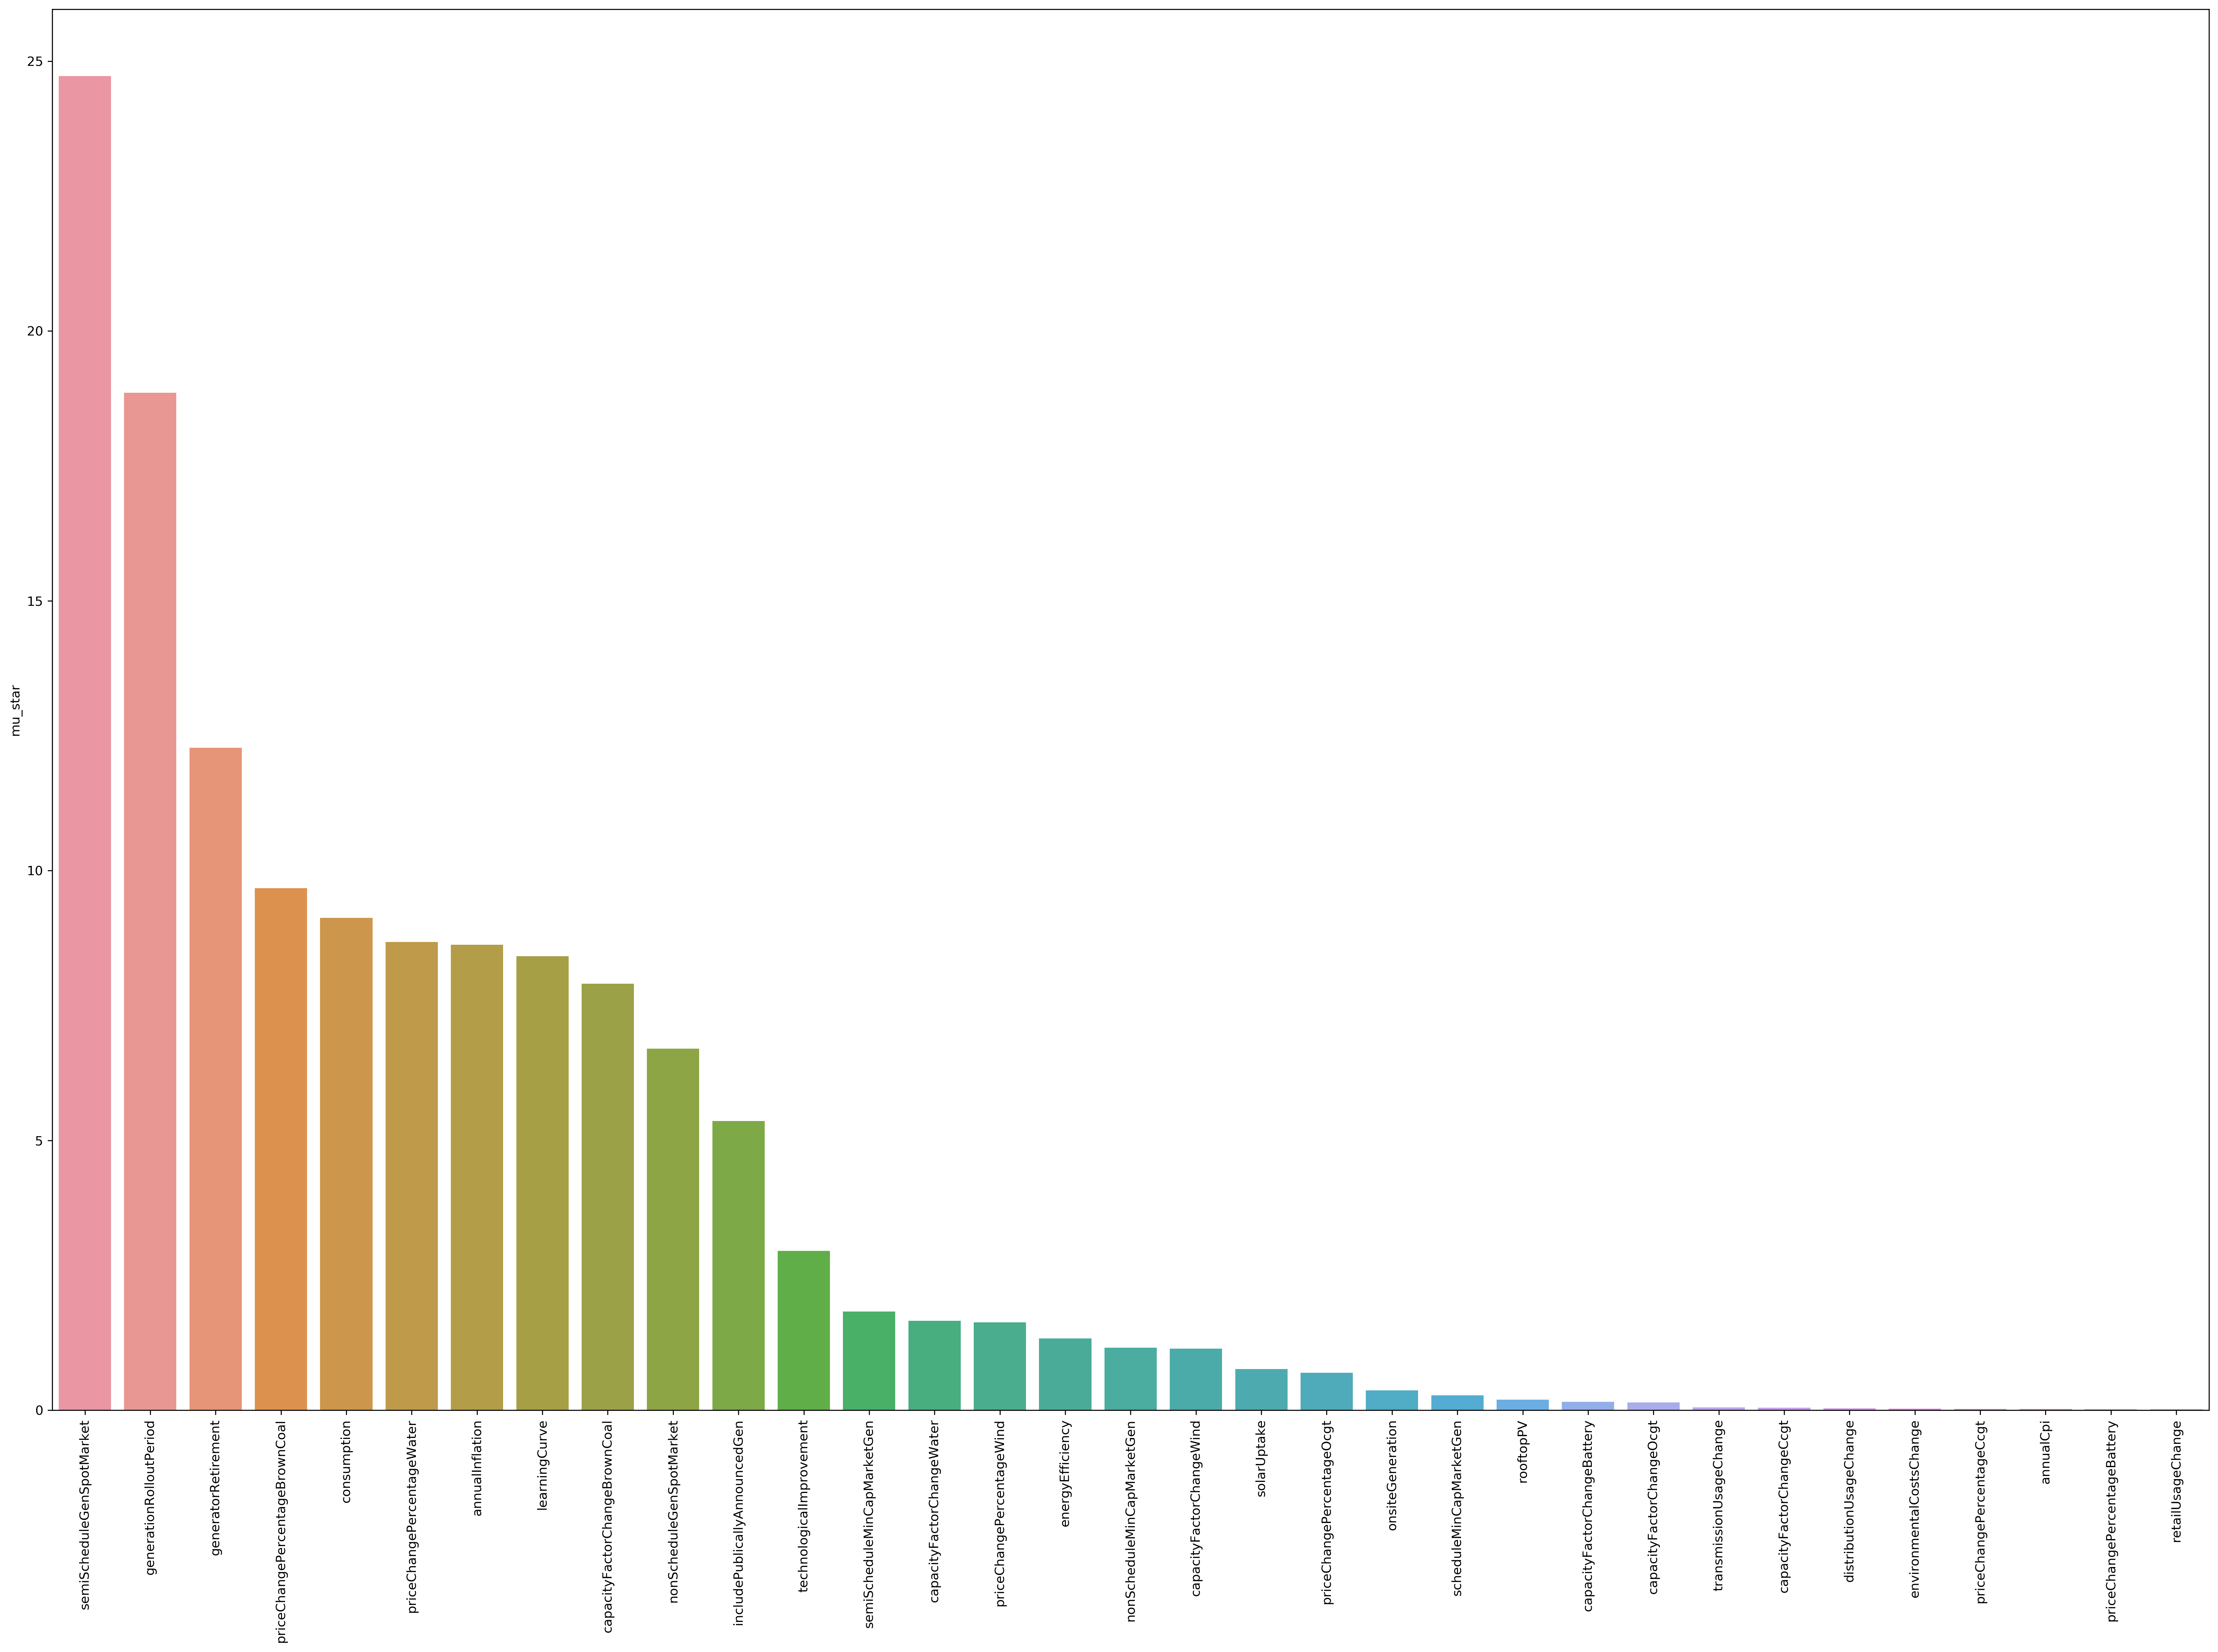 25
20
15
10
5
0
mu_star
semiScheduleGenSpotMarket
generationRolloutPeriod
generatorRetirement
priceChangePercentageBrownCoal
consumption
priceChangePercentageWater
annualInflation
learningCurve
capacityFactorChangeBrownCoal
nonScheduleGenSpotMarket
includePublicallyAnnouncedGen
technologicalImprovement
semiScheduleMinCapMarketGen
capacityFactorChangeWater
priceChangePercentageWind
energyEfficiency
nonScheduleMinCapMarketGen
capacityFactorChangeWind
solarUptake
priceChangePercentageOcgt
onsiteGeneration
scheduleMinCapMarketGen
rooftopPV
capacityFactorChangeBattery
capacityFactorChangeOcgt
transmissionUsageChange
capacityFactorChangeCcgt
distributionUsageChange
environmentalCostsChange
priceChangePercentageCcgt
annualCpi
priceChangePercentageBattery
retailUsageChange